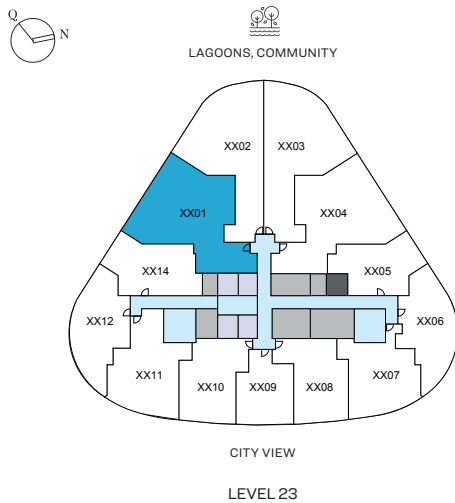 Q
N
LAGOONS, COMMUNITY
XX02
XX03
XX01
XX04
XX14
XX05
XX12
XX06
XX11
XX10
XX09
XX08
XX07
CITY VIEW
LEVEL 23